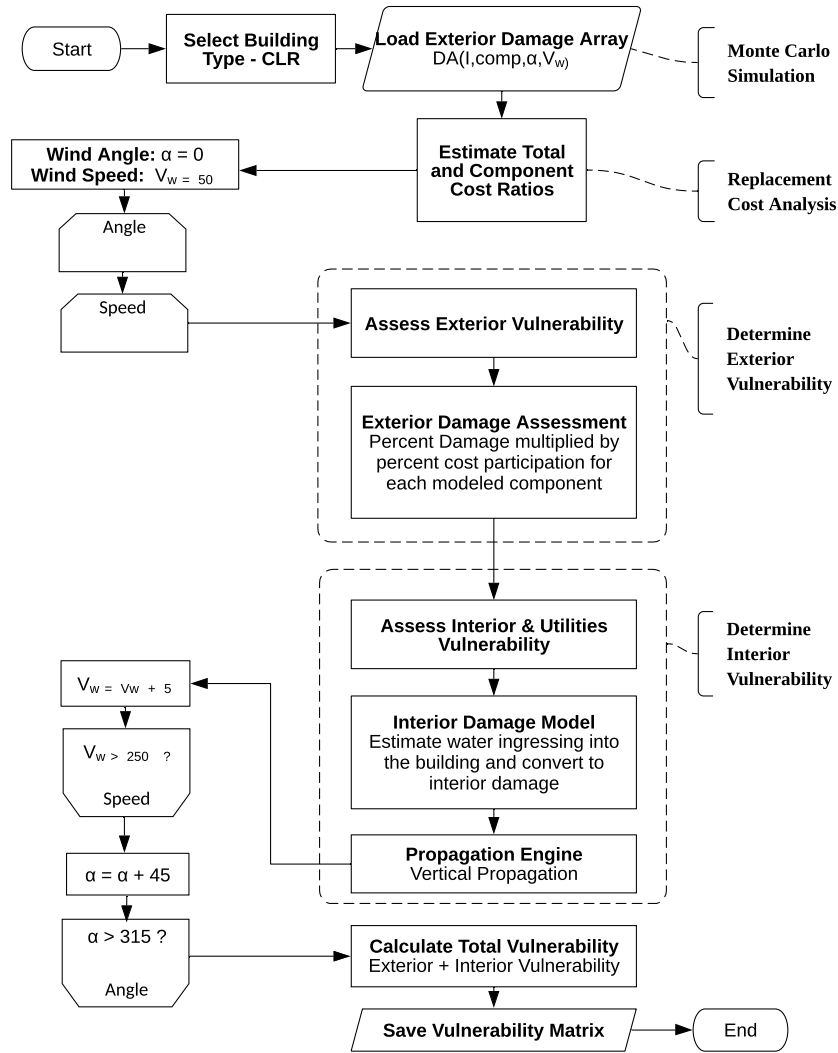 Start
Select Building
Type - CLR
Load Exterior Damage Array
DA(I,comp,α,Vw)
Monte Carlo
Simulation
Wind Angle: α = 0
Wind Speed: Vw = 50
Estimate Total
and Component
Cost Ratios
Replacement
Cost Analysis
Angle
Speed
Assess Exterior Vulnerability
Determine
Exterior
Vulnerability
Exterior Damage Assessment
Percent Damage multiplied by
percent cost participation for
each modeled component
Assess Interior & Utilities
Vulnerability
Determine
Interior
Vulnerability
Vw = Vw + 5
Interior Damage Model
Estimate water ingressing into
the building and convert to
interior damage
Vw > 250 ?
Speed
Propagation Engine
Vertical Propagation
α = α + 45
α > 315 ?
Angle
Calculate Total Vulnerability
Exterior + Interior Vulnerability
Save Vulnerability Matrix
End